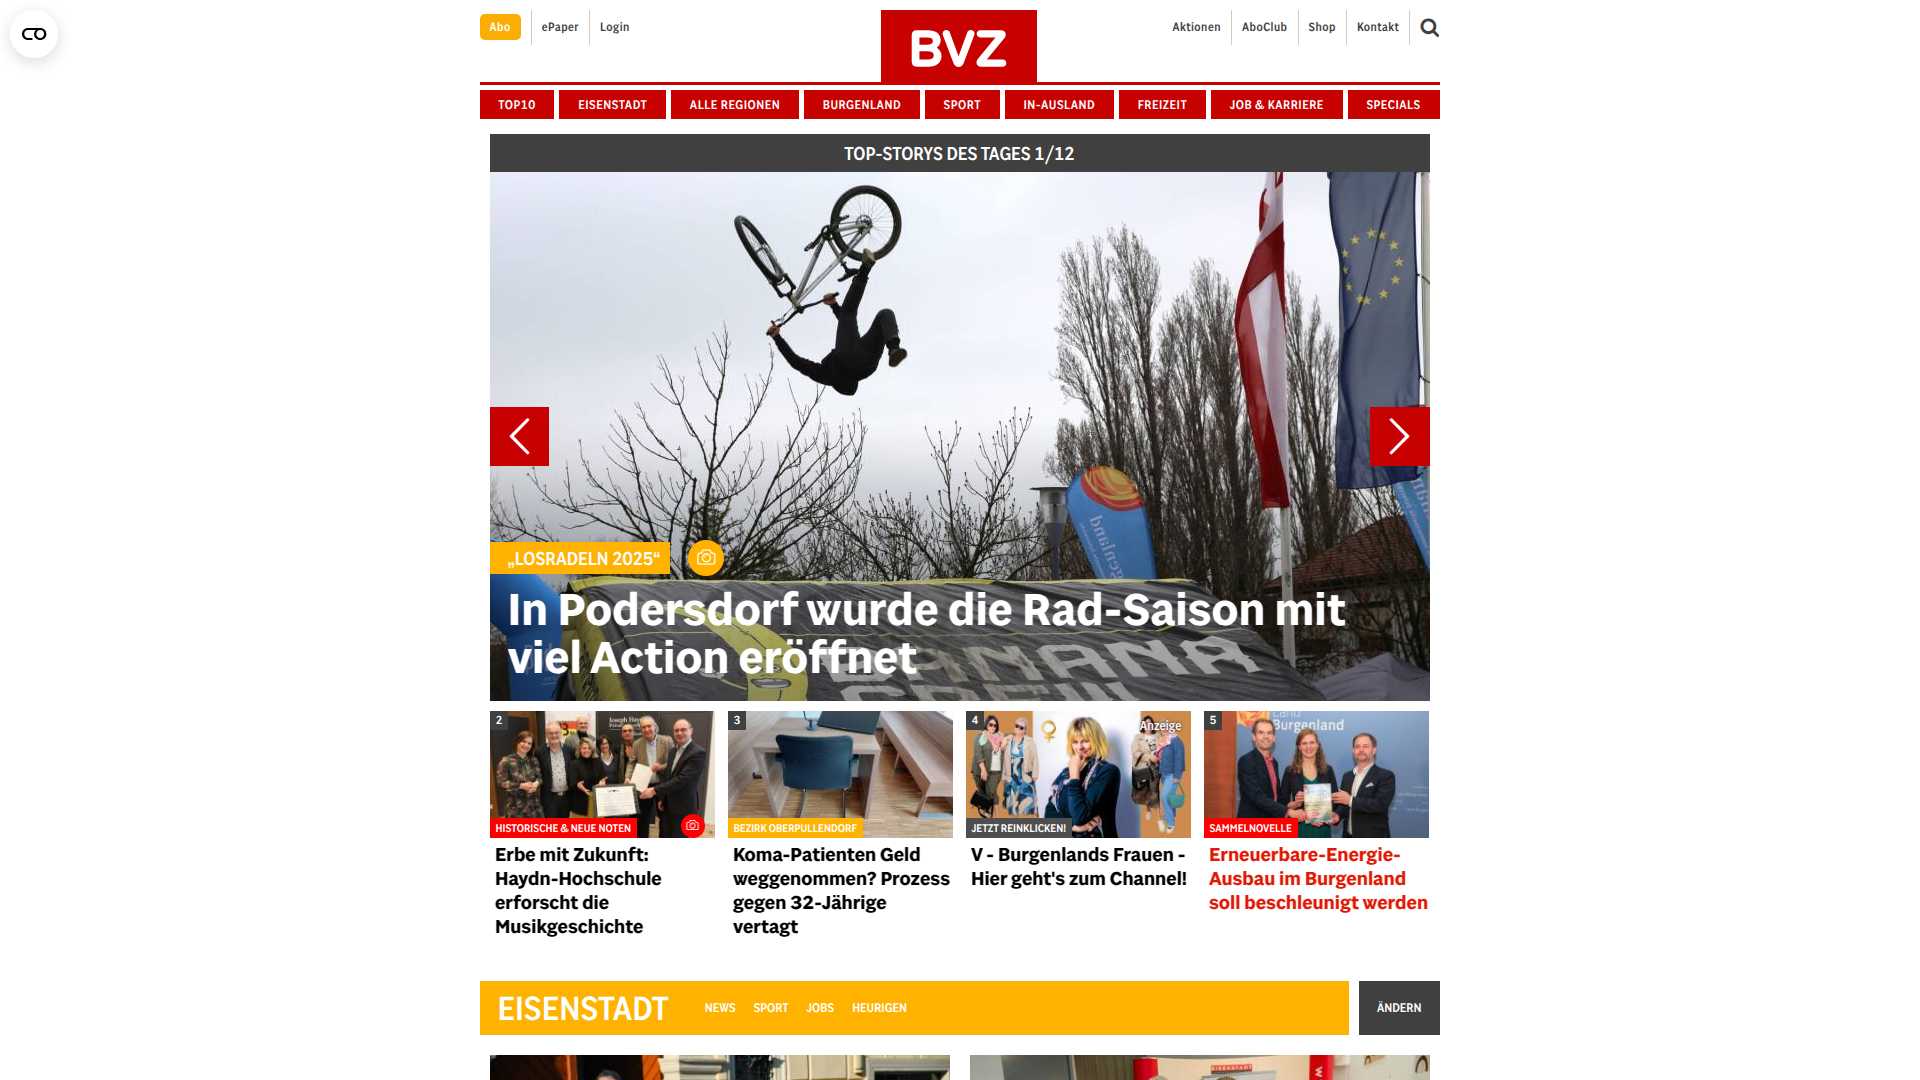 Abo
ePaper
Login
BVZ
Aktionen
AboClub
Shop
Kontakt
TOP10
EISENSTADT
ALLE REGIONEN
BURGENLAND
SPORT
IN-AUSLAND
FREIZEIT
JOB & KARRIERE
SPECIALS
TOP-STORYS DES TAGES 1/12
„LOSRADELN 2025“
In Podersdorf wurde die Rad-Saison mit
viel Action eröffnet
BANANA
2
HISTORISCHE & NEUE NOTEN
Erbe mit Zukunft:
Haydn-Hochschule
erforscht die
Musikgeschichte
3
BEZIRK OBERPULLENDORF
Koma-Patienten Geld
weggenommen? Prozess
gegen 32-Jährige
vertagt
4
Anzeige
JETZT REINKLICKEN!
V - Burgenlands Frauen -
Hier geht's zum Channel!
5
Land
Burgenland
SAMMELNOVELLE
Erneuerbare-Energie-
Ausbau im Burgenland
soll beschleunigt werden
EISENSTADT
NEWS
SPORT
JOBS
HEURIGEN
ÄNDERN
EISENSTADT